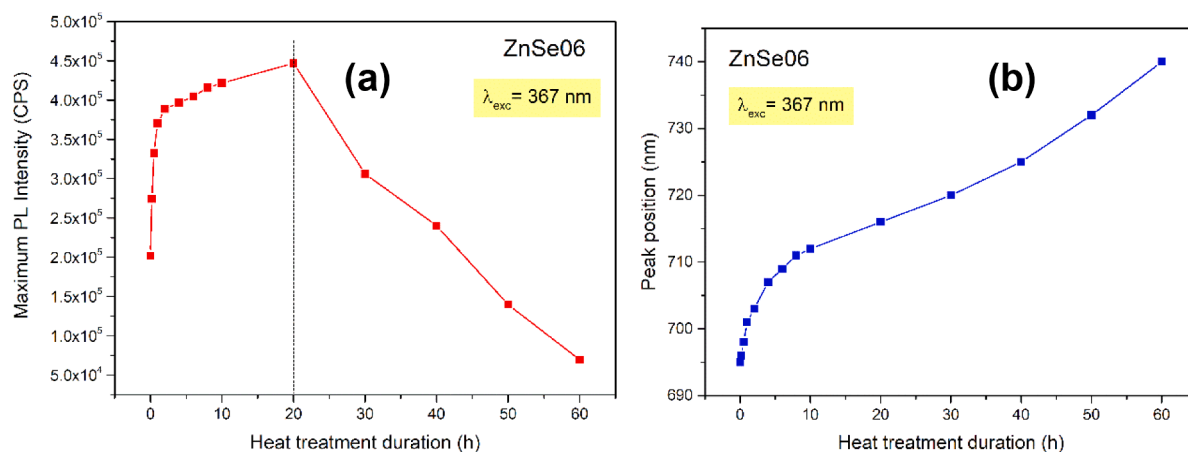 5.0x10⁵
4.5x10⁵
4.0x10⁵
3.5x10⁵
3.0x10⁵
2.5x10⁵
2.0x10⁵
1.5x10⁵
1.0x10⁵
5.0x10⁴
Maximum PL Intensity (CPS)
(a)
ZnSe06
λexc= 367 nm
0 10 20 30 40 50 60
Heat treatment duration (h)
740
730
720
710
700
690
Peak position (nm)
ZnSe06
λexc= 367 nm
(b)
0 10 20 30 40 50 60
Heat treatment duration (h)